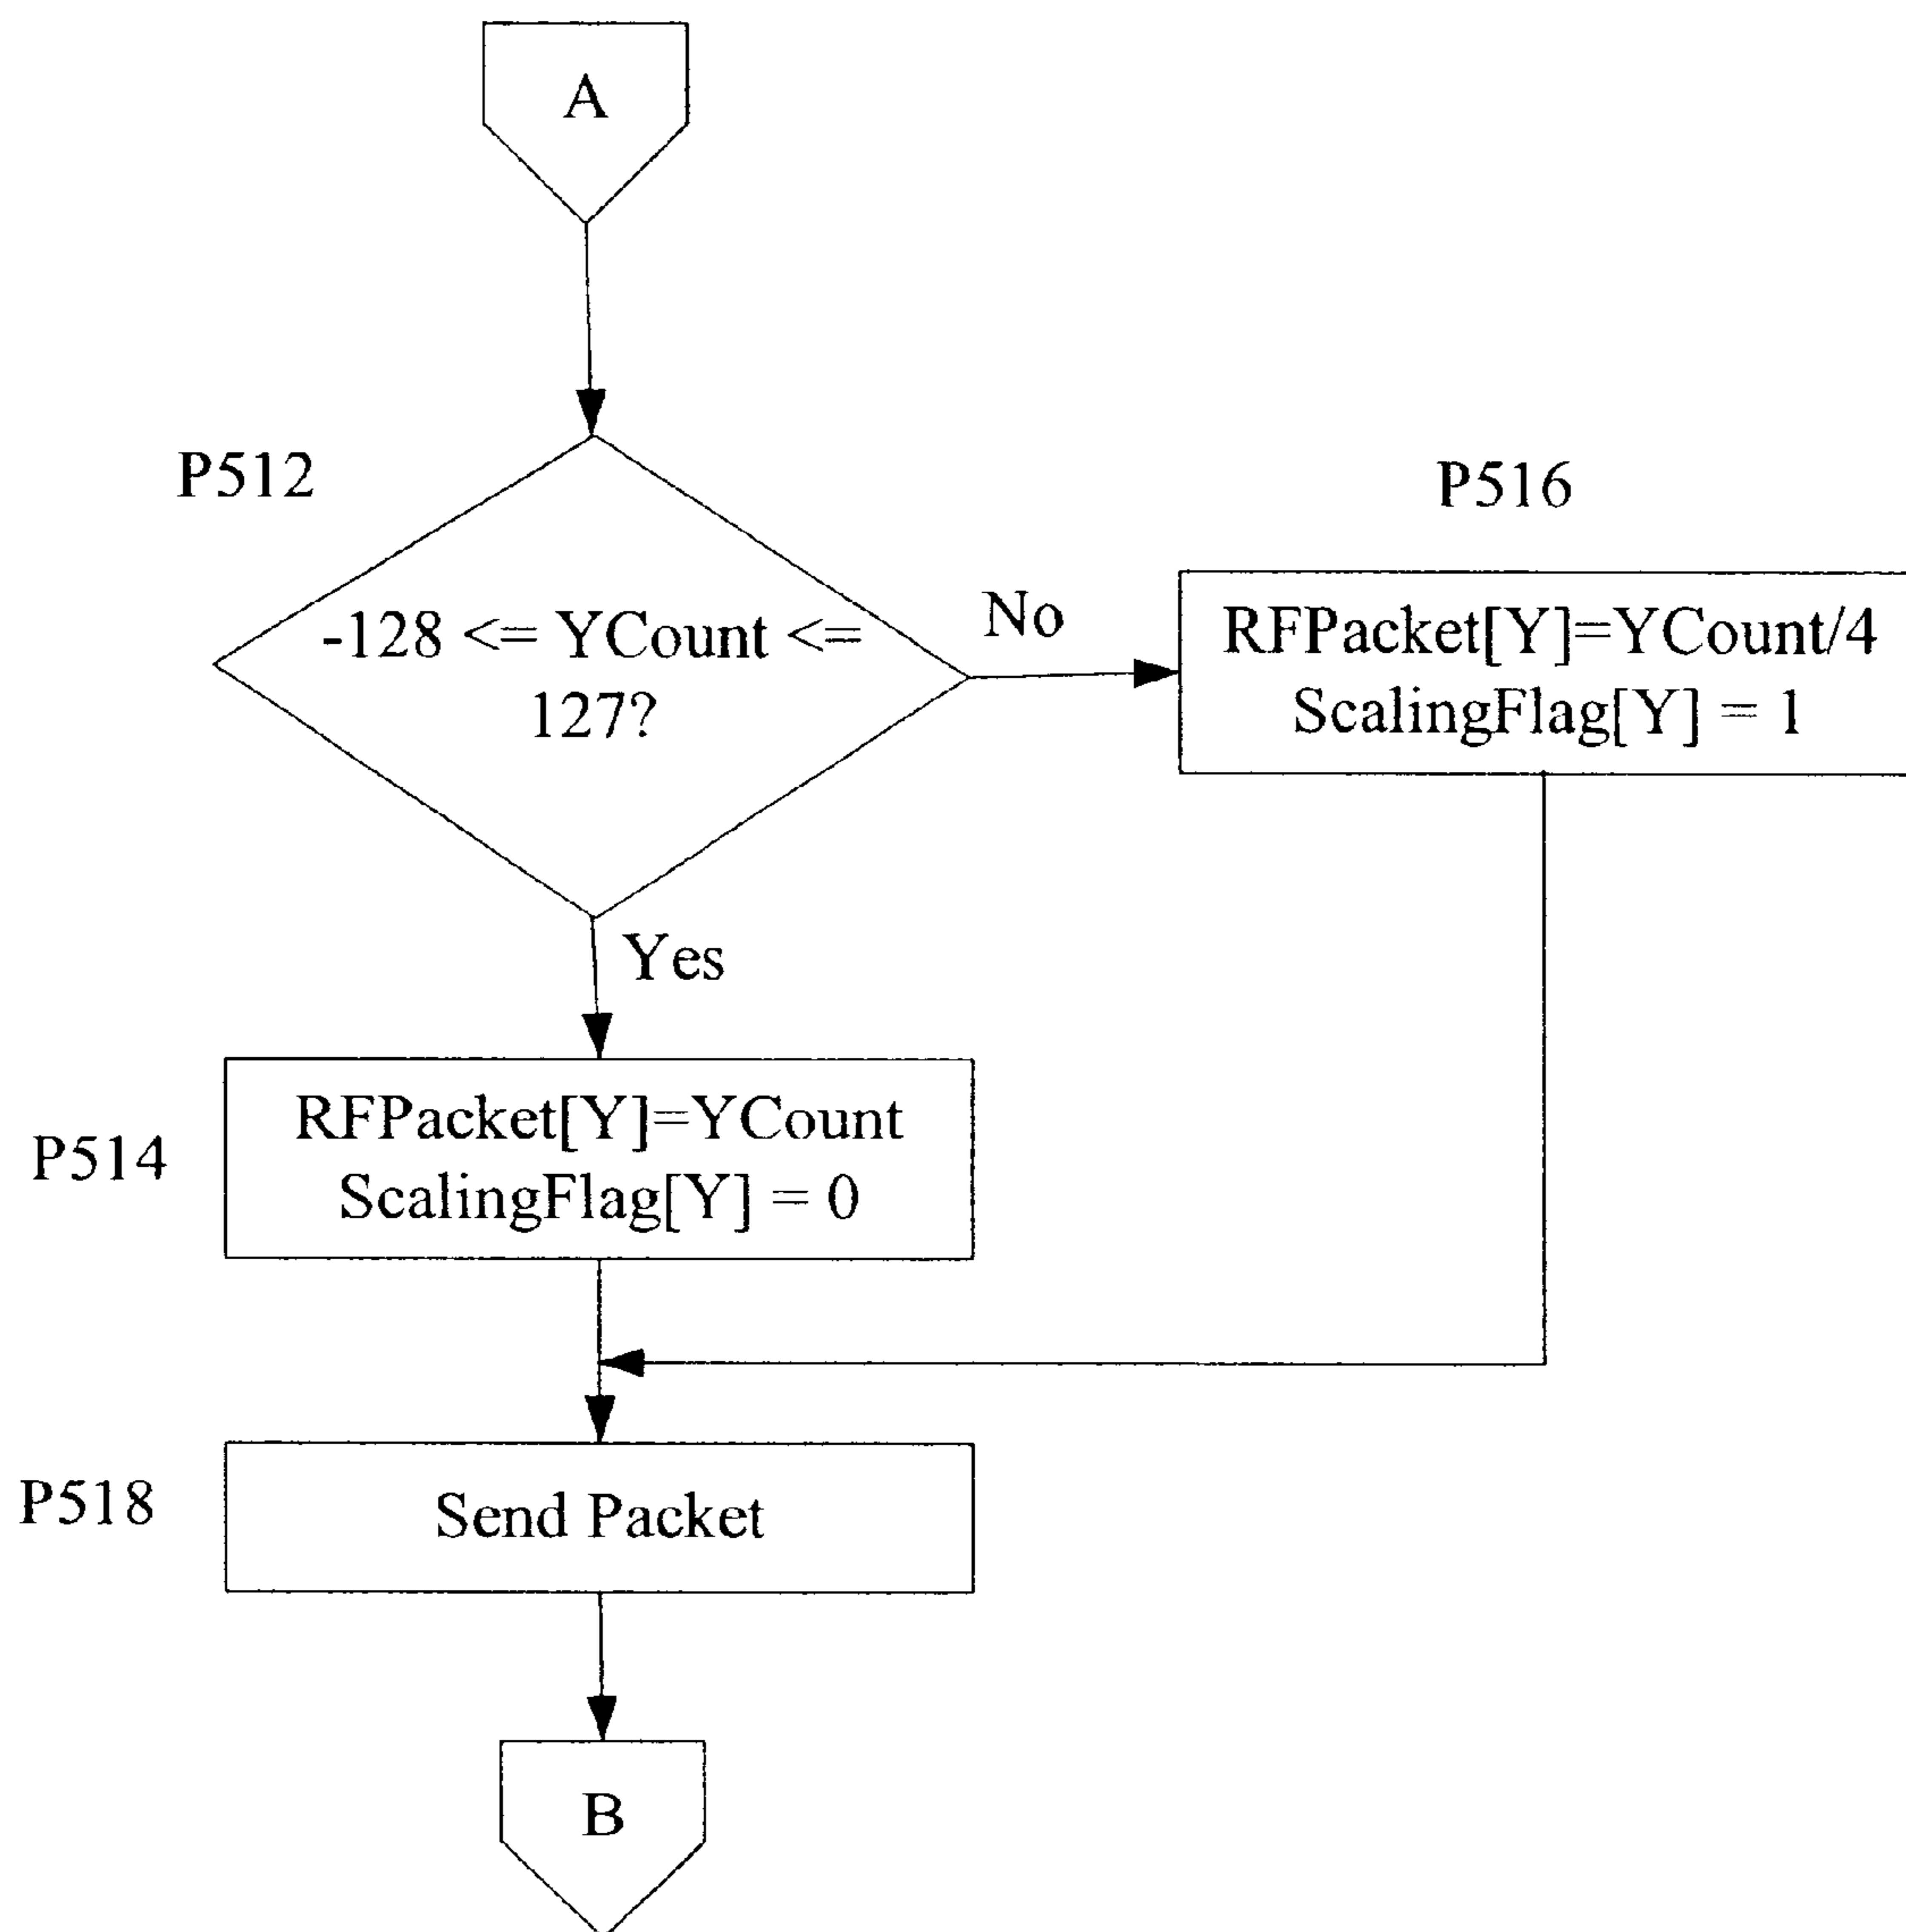 A
P512
-128 <= YCount <=
127?
No
P516
RFPacket[Y]=YCount/4
ScalingFlag[Y] = 1
Yes
P514
RFPacket[Y]=YCount
ScalingFlag[Y] = 0
P518
Send Packet
B